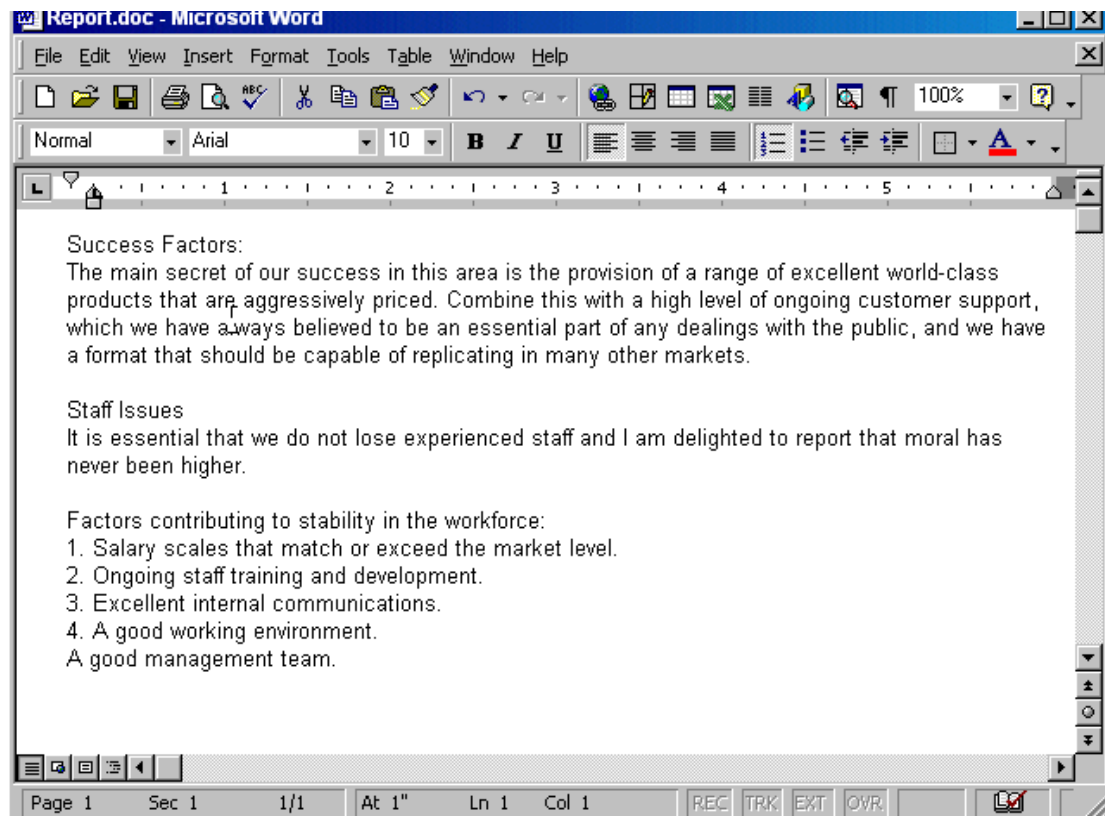 Report.doc - Microsoft Word
File Edit View Insert Format Tools Table Window Help
ABC 100%
Normal Arial 10 B I U A
1 2 3 4 5
Success Factors:
The main secret of our success in this area is the provision of a range of excellent world-class
products that are aggressively priced. Combine this with a high level of ongoing customer support,
which we have always believed to be an essential part of any dealings with the public, and we have
a format that should be capable of replicating in many other markets.
Staff Issues
It is essential that we do not lose experienced staff and I am delighted to report that moral has
never been higher.
Factors contributing to stability in the workforce:
1. Salary scales that match or exceed the market level.
2. Ongoing staff training and development.
3. Excellent internal communications.
4. A good working environment.
A good management team.
Page 1 Sec 1 1/1 At 1" Ln 1 Col 1 REC TRK EXT OVR